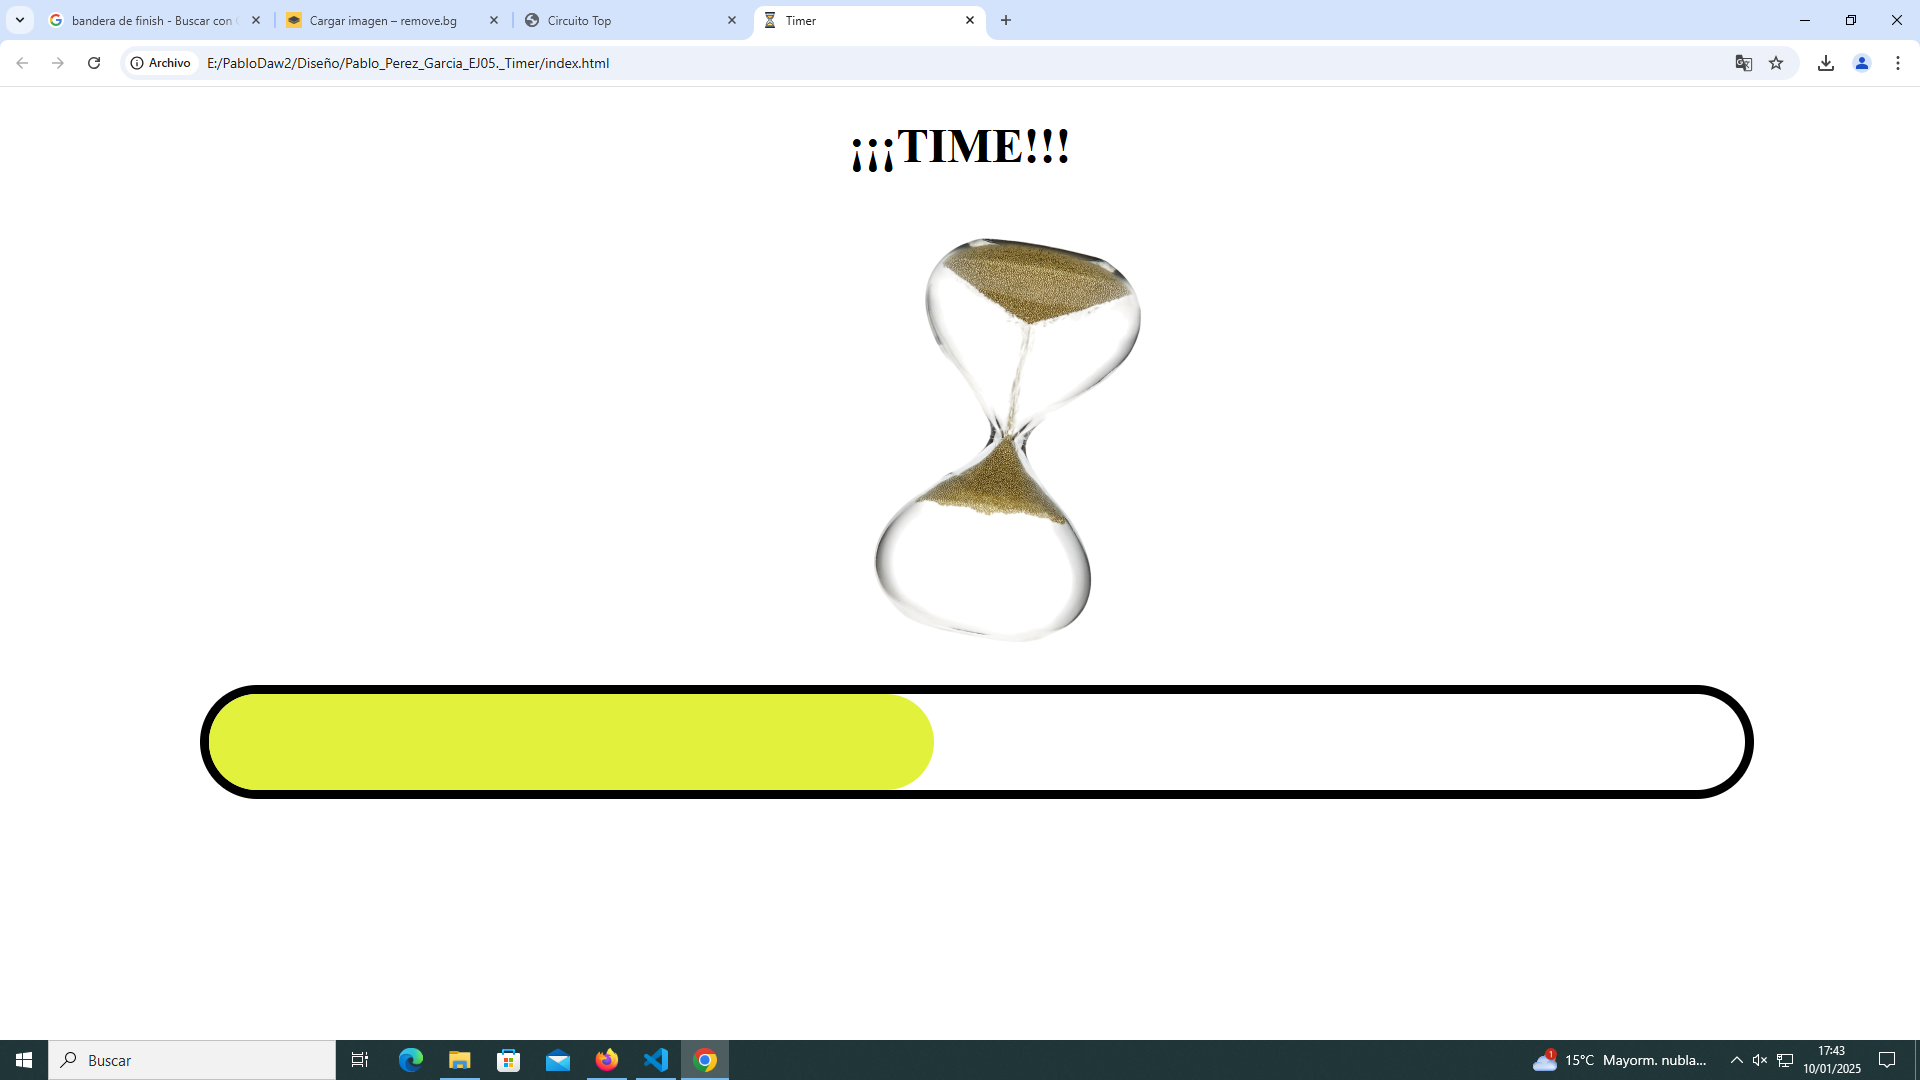 bandera de finish - Buscar con
Cargar imagen – remove.bg
Circuito Top
Timer
Archivo
E:/PabloDaw2/Diseño/Pablo_Perez_Garcia_EJ05._Timer/index.html
¡¡¡TIME!!!
Buscar
1
15°C Mayorm. nubla...
17:43
10/01/2025